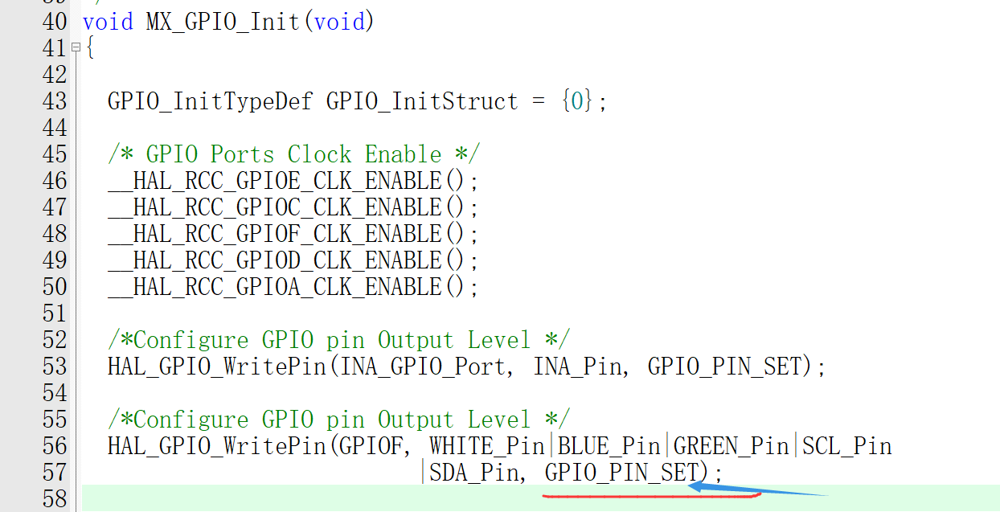 40 void MX_GPIO_Init(void)
41 {
42
43 GPIO_InitTypeDef GPIO_InitStruct = {0};
44
45 /* GPIO Ports Clock Enable */
46 __HAL_RCC_GPIOE_CLK_ENABLE();
47 __HAL_RCC_GPIOC_CLK_ENABLE();
48 __HAL_RCC_GPIOF_CLK_ENABLE();
49 __HAL_RCC_GPIOD_CLK_ENABLE();
50 __HAL_RCC_GPIOA_CLK_ENABLE();
51
52 /*Configure GPIO pin Output Level */
53 HAL_GPIO_WritePin(INA_GPIO_Port, INA_Pin, GPIO_PIN_SET);
54
55 /*Configure GPIO pin Output Level */
56 HAL_GPIO_WritePin(GPIOF, WHITE_Pin|BLUE_Pin|GREEN_Pin|SCL_Pin
57 |SDA_Pin, GPIO_PIN_SET);
58